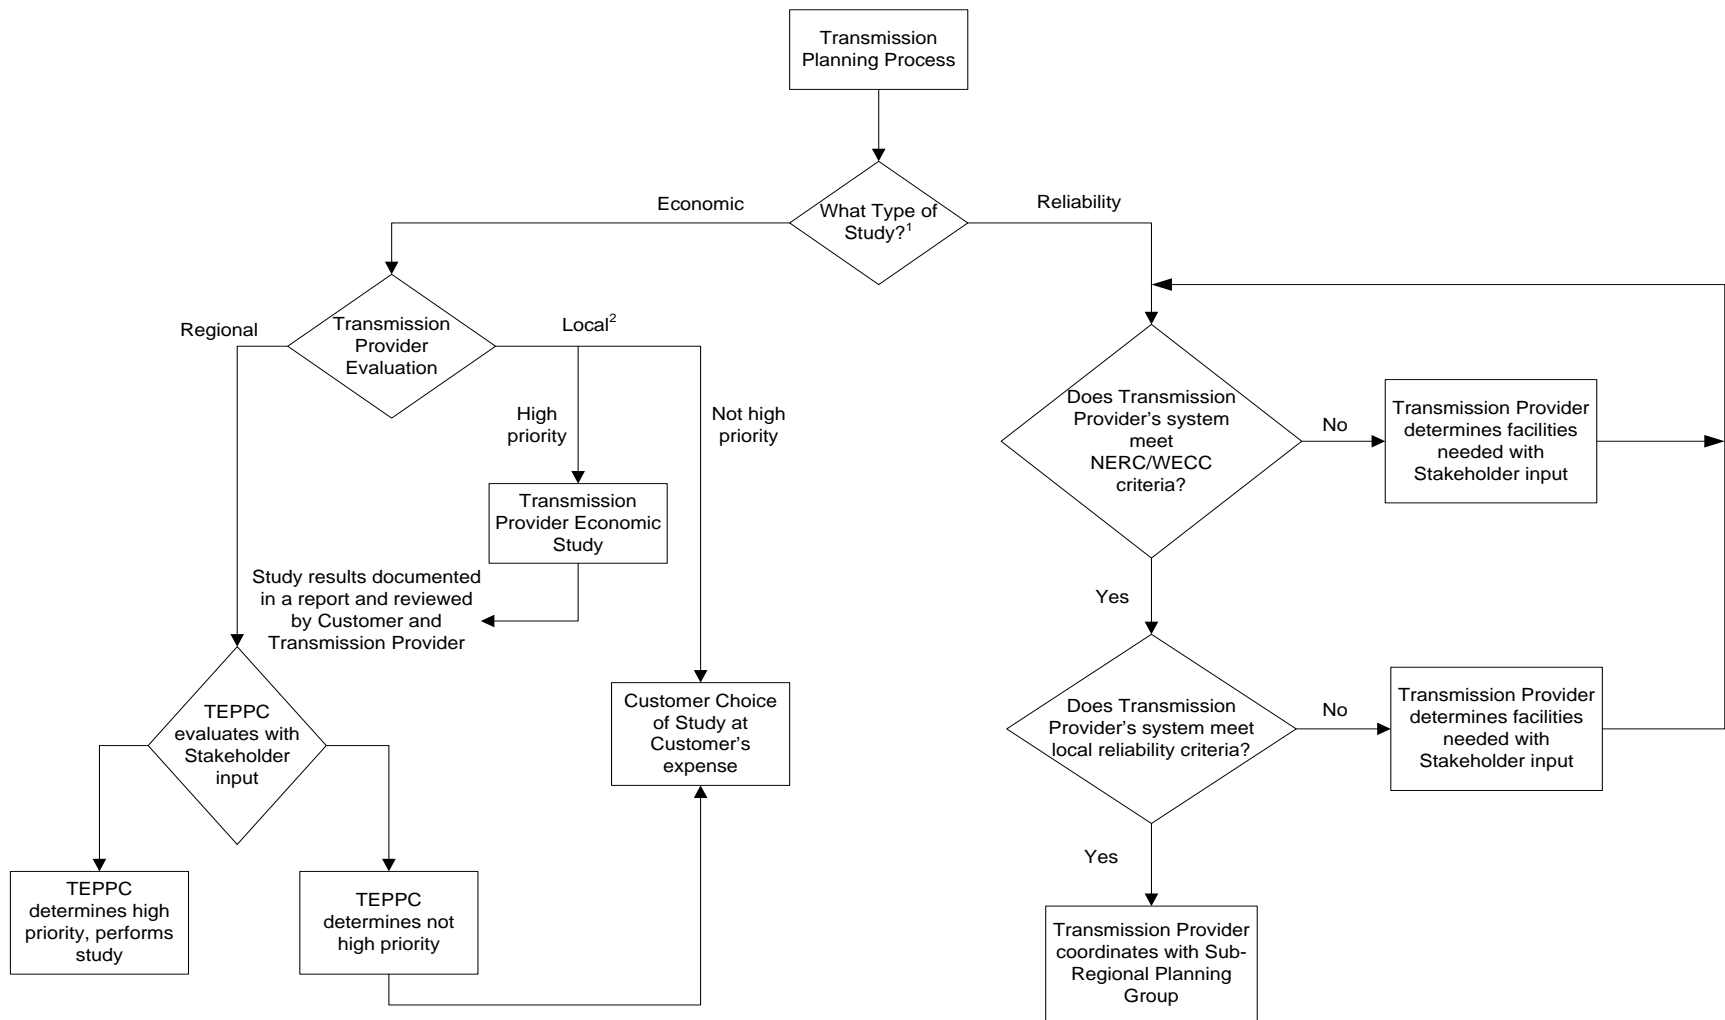 Transmission
Planning Process
Economic
What Type of
Study?¹
Reliability
Regional
Transmission
Provider
Evaluation
Local²
High
priority
Not high
priority
Does Transmission
Provider's system
meet
NERC/WECC
criteria?
No
Transmission Provider
determines facilities
needed with
Stakeholder input
Transmission
Provider Economic
Study
Study results documented
in a report and reviewed
by Customer and
Transmission Provider
Yes
TEPPC
evaluates with
Stakeholder
input
Customer Choice
of Study at
Customer's
expense
Does Transmission
Provider's system meet
local reliability criteria?
No
Transmission Provider
determines facilities
needed with
Stakeholder input
Yes
TEPPC
determines high
priority, performs
study
TEPPC
determines not
high priority
Transmission Provider
coordinates with Sub-
Regional Planning
Group